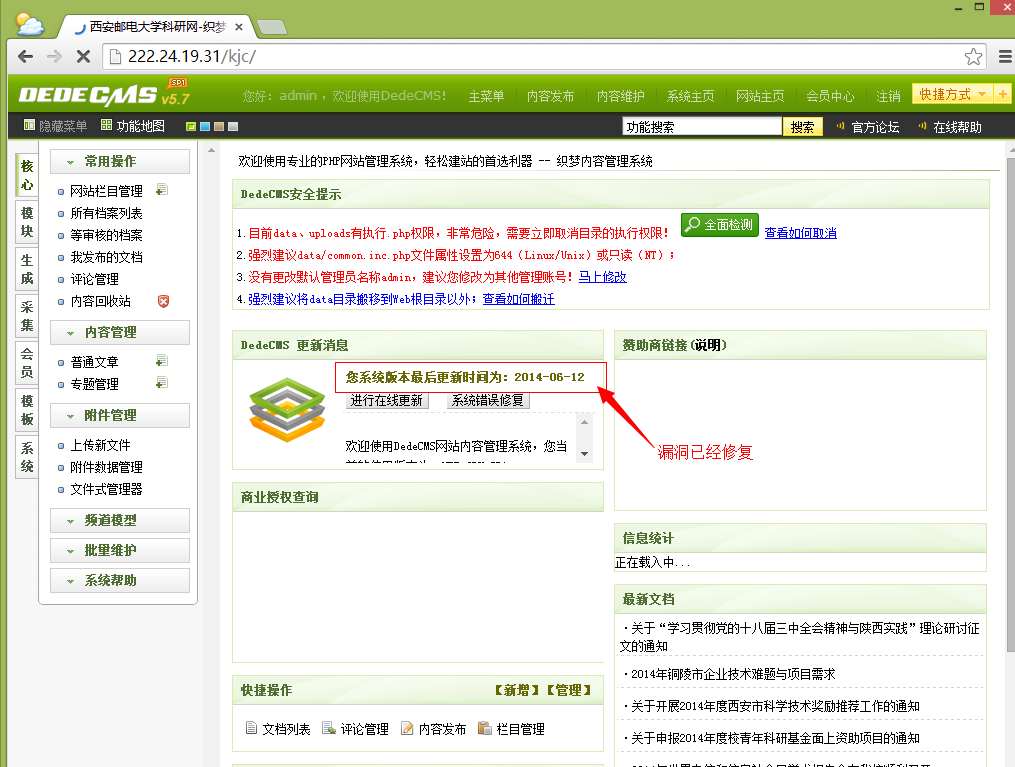 西安邮电大学科研网-织梦
222.24.19.31/kjc/
DEDECMS v5.7 SP1
您好：admin ，欢迎使用DedeCMS！ 主菜单 内容发布 内容维护 系统主页 网站主页 会员中心 注销 快捷方式 +
隐藏菜单 功能地图 功能搜索 搜索 官方论坛 在线帮助
核心
模块
生成
采集
会员
模板
系统
常用操作
网站栏目管理
所有档案列表
等审核的档案
我发布的文档
评论管理
内容回收站
内容管理
普通文章
专题管理
附件管理
上传新文件
附件数据管理
文件式管理器
频道模型
批量维护
系统帮助
欢迎使用专业的PHP网站管理系统，轻松建站的首选利器 -- 织梦内容管理系统
DedeCMS安全提示
1.目前data、uploads有执行.php权限，非常危险，需要立即取消目录的执行权限！ 全面检测 查看如何取消
2.强烈建议data/common.inc.php文件属性设置为644（Linux/Unix）或只读（NT）；
3.没有更改默认管理员名称admin，建议您修改为其他管理账号！马上修改
4.强烈建议将data目录搬移到Web根目录以外；查看如何搬迁
DedeCMS 更新消息
您系统版本最后更新时间为：2014-06-12
进行在线更新 系统错误修复
欢迎使用DedeCMS网站内容管理系统，您当
漏洞已经修复
商业授权查询
快捷操作 【新增】【管理】
文档列表 评论管理 内容发布 栏目管理
赞助商链接(说明)
信息统计
正在载入中...
最新文档
·关于“学习贯彻党的十八届三中全会精神与陕西实践”理论研讨征
文的通知
·2014年铜陵市企业技术难题与项目需求
·关于开展2014年度西安市科学技术奖励推荐工作的通知
·关于申报2014年度校青年科研基金面上资助项目的通知